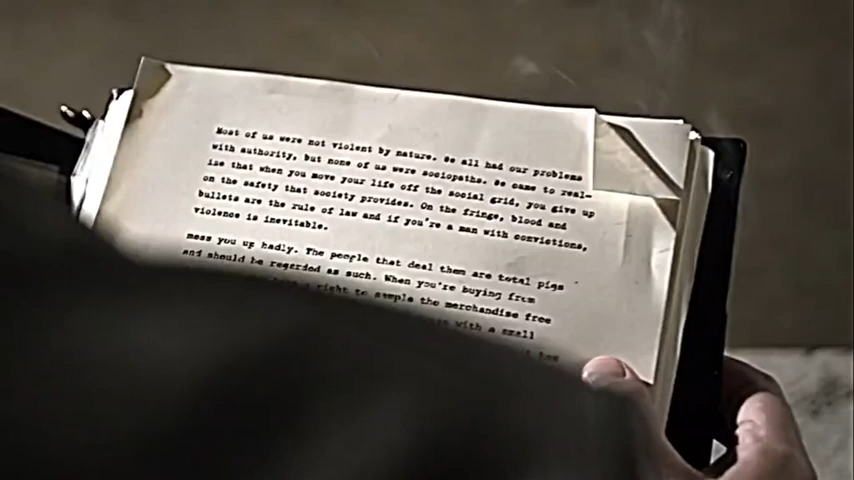 Most of us were not violent by nature. We all had our problems
with authority, but none of us were sociopaths. We came to real-
ize that when you move your life off the social grid, you give up
on the safety that society provides. On the fringe, blood and
bullets are the rule of law and if you're a man with convictions,
violence is inevitable.
mess you up badly. The people that deal them are total pigs
and should be regarded as such. When you're buying from
a right to sample the merchandise free
with a small